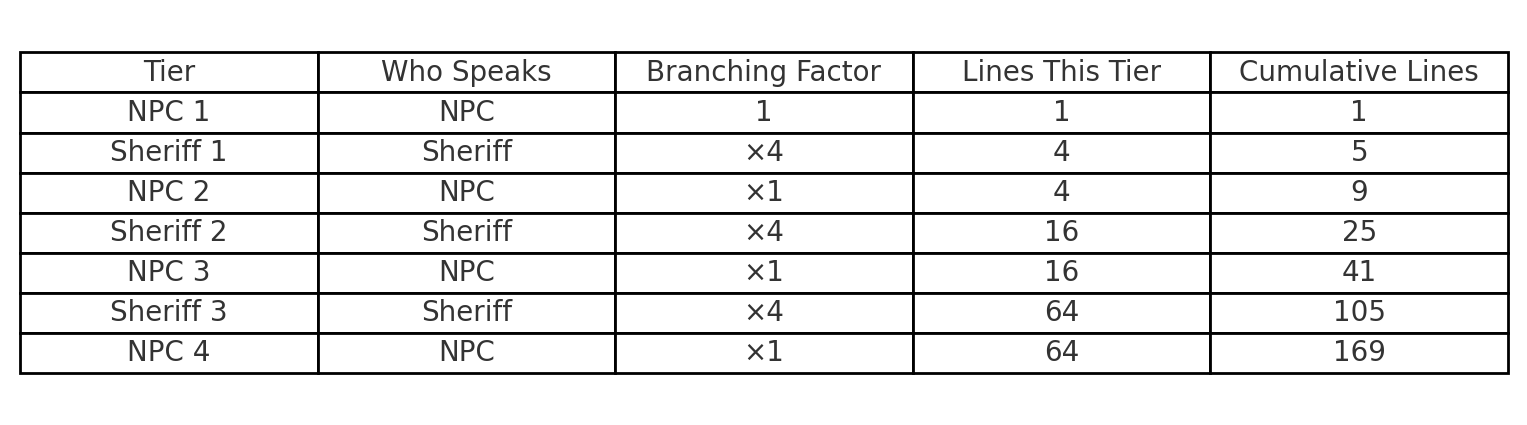 Tier Who Speaks Branching Factor Lines This Tier Cumulative Lines
NPC 1 NPC 1 1 1
Sheriff 1 Sheriff ×4 4 5
NPC 2 NPC ×1 4 9
Sheriff 2 Sheriff ×4 16 25
NPC 3 NPC ×1 16 41
Sheriff 3 Sheriff ×4 64 105
NPC 4 NPC ×1 64 169